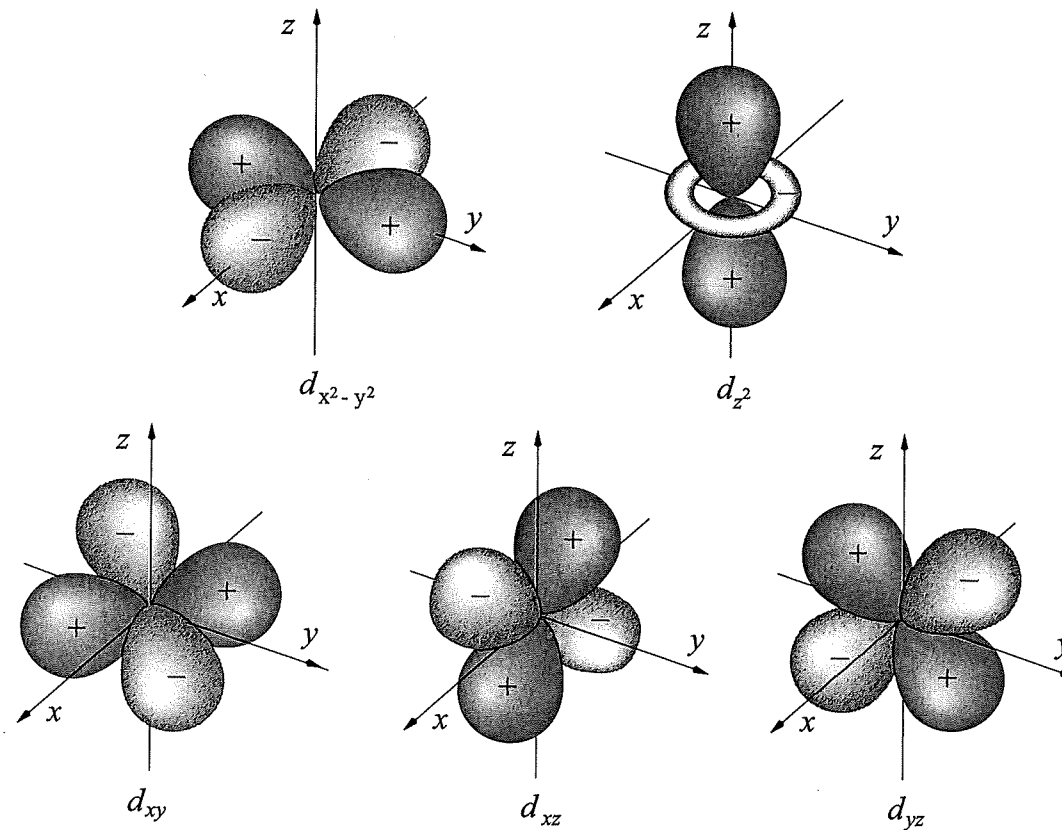 z
+
−
−
+
y
x
d_{x²-y²}
z
+
−
+
y
x
d_{z²}
z
−
+
+
−
y
x
d_{xy}
z
+
−
−
+
y
x
d_{xz}
z
+
−
−
+
y
x
d_{yz}